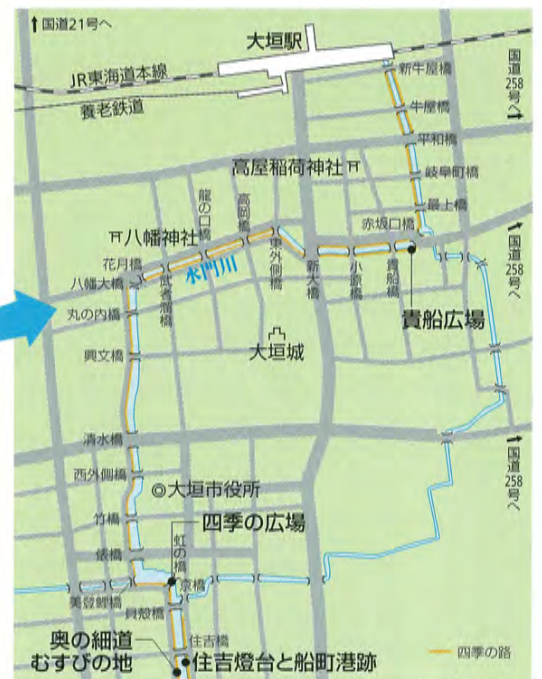 国道21号へ
大垣駅
JR東海道本線
養老鉄道
国道258号へ
新牛屋橋
牛屋橋
平和橋
高屋稲荷神社
岐阜町橋
最上橋
赤坂口橋
龍の口橋
高岡橋
八幡神社
花月橋
水門川
東外側橋
新大橋
小原橋
貴船橋
国道258号へ
八幡大橋
武者溜橋
丸の内橋
貴船広場
興文橋
大垣城
清水橋
国道258号へ
西外側橋
大垣市役所
竹橋
四季の広場
俵橋
虹の橋
美登鯉橋
京橋
貝殻橋
住吉橋
奥の細道
むすびの地
住吉燈台と船町港跡
四季の路